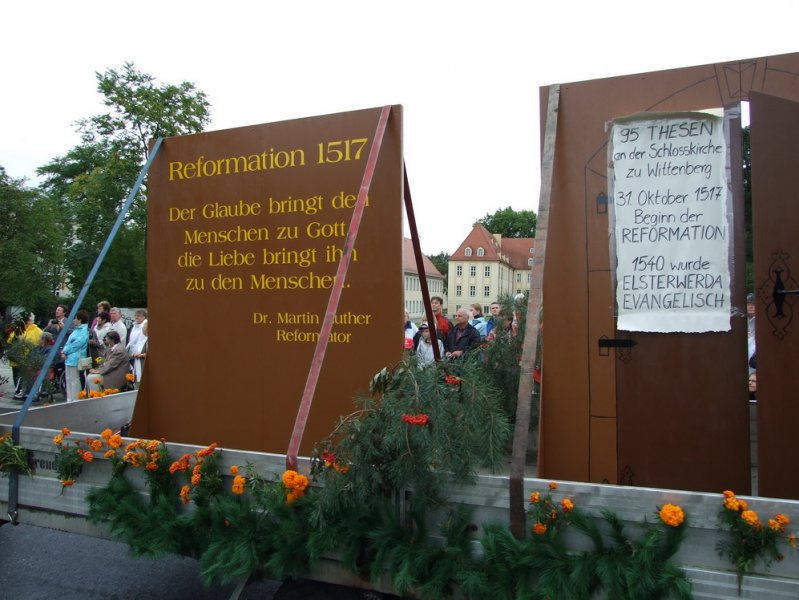 Reformation 1517
Der Glaube bringt den
Menschen zu Gott,
die Liebe bringt ihn
zu den Menschen.
Dr. Martin Luther
Reformator
95 THESEN
an der Schlosskirche
zu Wittenberg
31. Oktober 1517
Beginn der
REFORMATION
1540 wurde
ELSTERWERDA
EVANGELISCH